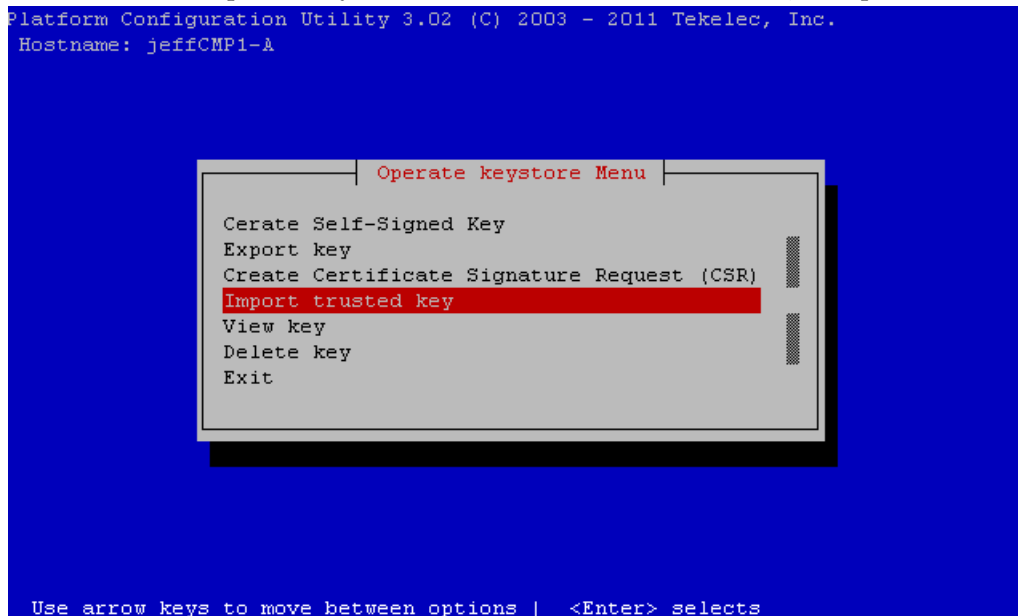 Platform Configuration Utility 3.02 (C) 2003 - 2011 Tekelec, Inc.
Hostname: jeffCMP1-A
Operate keystore Menu
Cerate Self-Signed Key
Export key
Create Certificate Signature Request (CSR)
Import trusted key
View key
Delete key
Exit
Use arrow keys to move between options | <Enter> selects